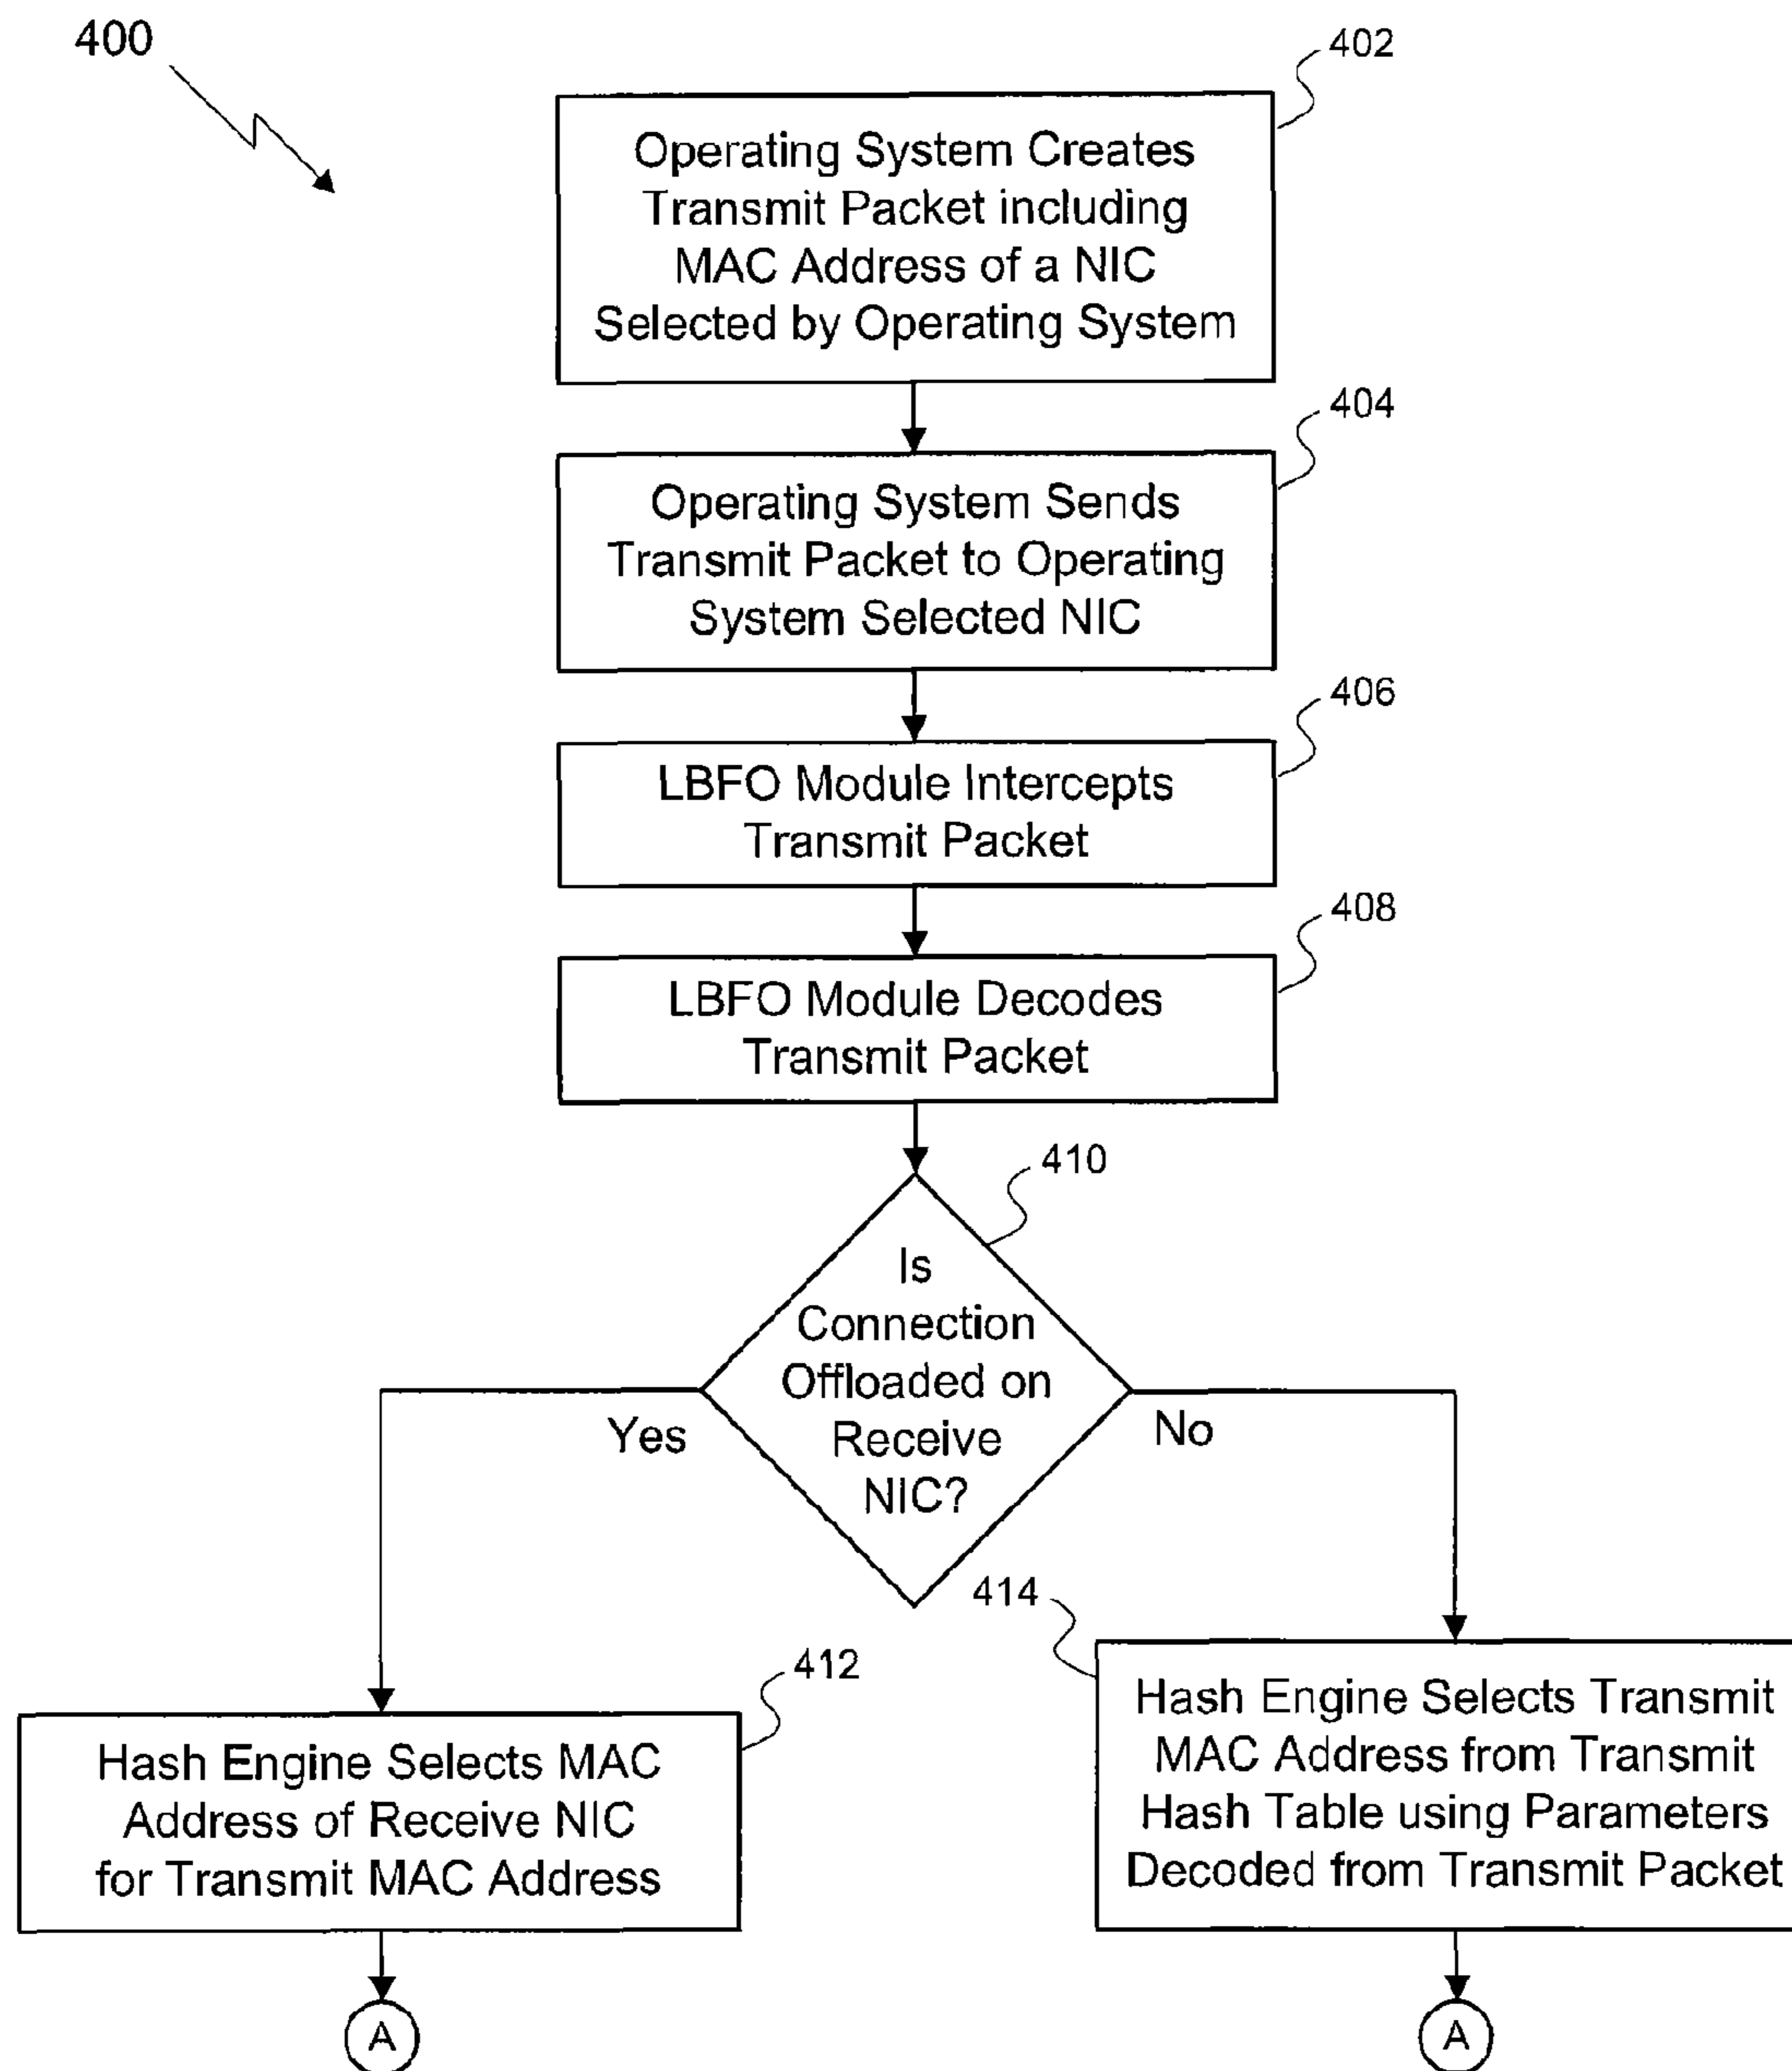 400
402
Operating System Creates
Transmit Packet including
MAC Address of a NIC
Selected by Operating System
404
Operating System Sends
Transmit Packet to Operating
System Selected NIC
406
LBFO Module Intercepts
Transmit Packet
408
LBFO Module Decodes
Transmit Packet
410
Is
Connection
Offloaded on
Receive
NIC?
Yes
No
412
Hash Engine Selects MAC
Address of Receive NIC
for Transmit MAC Address
414
Hash Engine Selects Transmit
MAC Address from Transmit
Hash Table using Parameters
Decoded from Transmit Packet
A
A